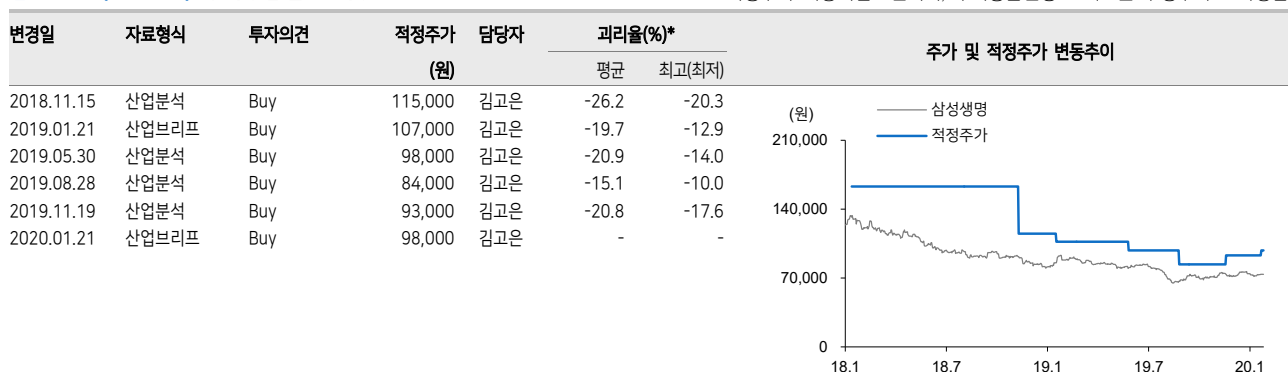 변경일 자료형식 투자의견 적정주가 담당자 괴리율(%)* 주가 및 적정주가 변동추이
(원) 평균 최고(최저)
2018.11.15 산업분석 Buy 115,000 김고은 -26.2 -20.3
2019.01.21 산업브리프 Buy 107,000 김고은 -19.7 -12.9
2019.05.30 산업분석 Buy 98,000 김고은 -20.9 -14.0
2019.08.28 산업분석 Buy 84,000 김고은 -15.1 -10.0
2019.11.19 산업분석 Buy 93,000 김고은 -20.8 -17.6
2020.01.21 산업브리프 Buy 98,000 김고은 - -
(원)
삼성생명
적정주가
210,000
140,000
70,000
0
18.1 18.7 19.1 19.7 20.1